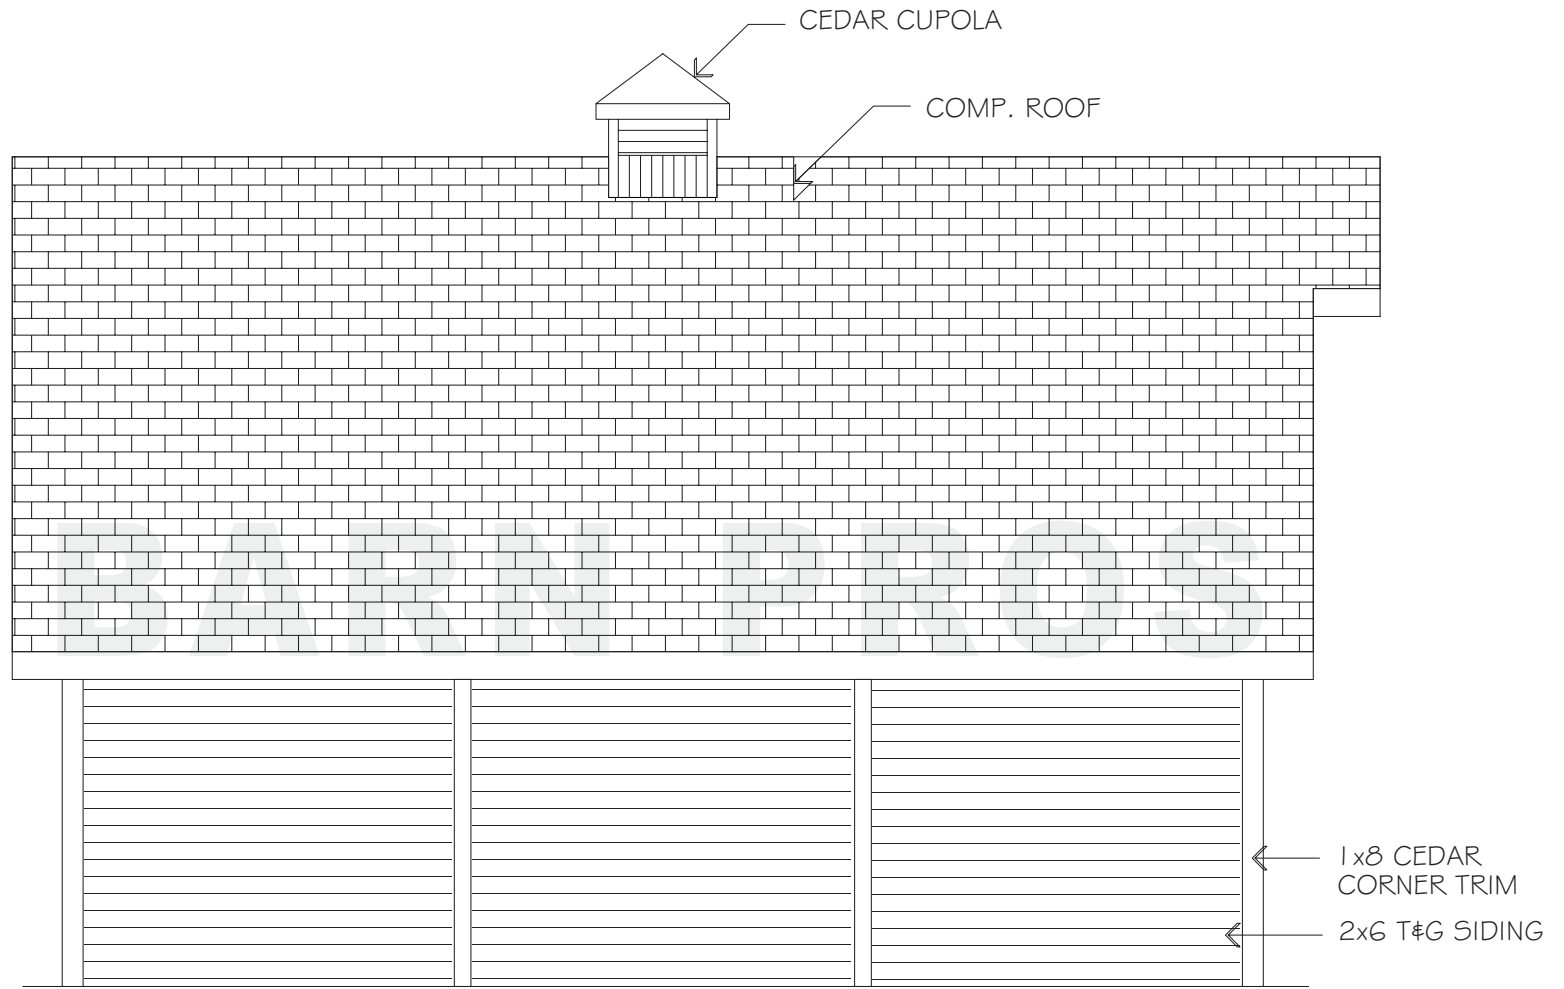 CEDAR CUPOLA
COMP. ROOF
BARN PROS
1x8 CEDAR
CORNER TRIM
2x6 T&G SIDING